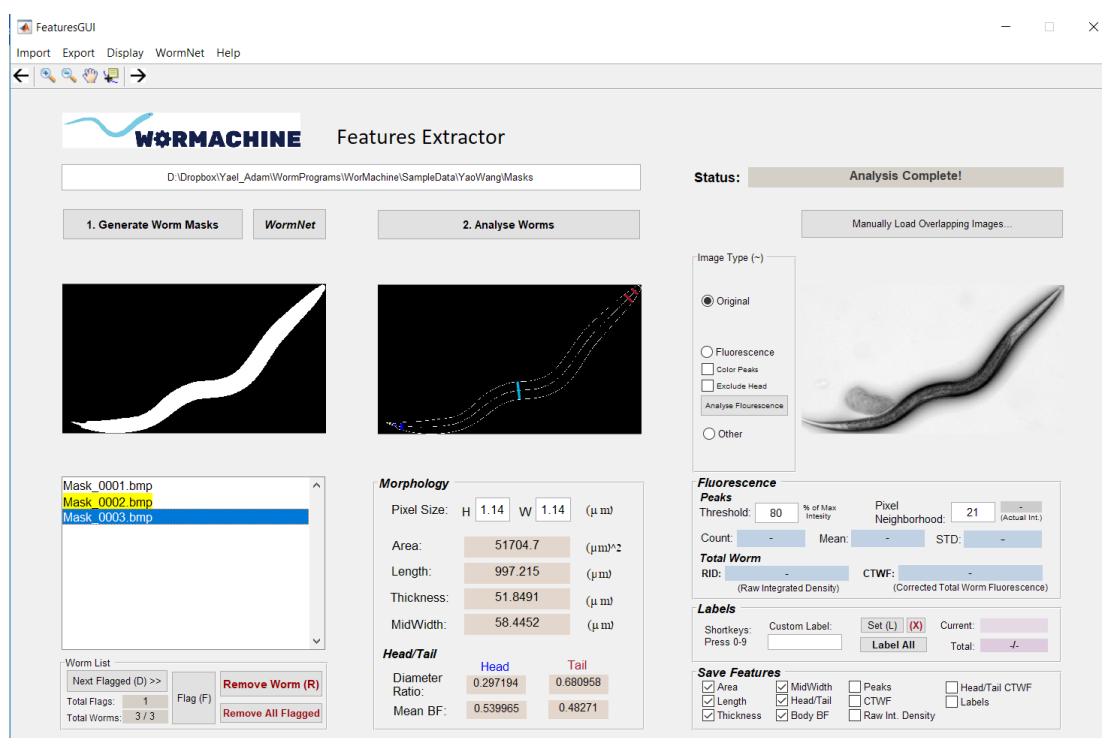 FeaturesGUI
Import Export Display WormNet Help
WORMACHINE
Features Extractor
D:\Dropbox\Yael_Adam\WormPrograms\WorMachine\SampleData\YaoWang\Masks
Status: Analysis Complete!
1. Generate Worm Masks
WormNet
2. Analyse Worms
Manually Load Overlapping Images...
Image Type (~)
Original
Fluorescence
Color Peaks
Exclude Head
Analyse Flourescence
Other
Mask_0001.bmp
Mask_0002.bmp
Mask_0003.bmp
Worm List
Next Flagged (D) >>
Total Flags: 1
Total Worms: 3 / 3
Flag (F)
Remove Worm (R)
Remove All Flagged
Morphology
Pixel Size: H 1.14 W 1.14 (μm)
Area: 51704.7 (μm)^2
Length: 997.215 (μm)
Thickness: 51.8491 (μm)
MidWidth: 58.4452 (μm)
Head/Tail
Head Tail
Diameter Ratio: 0.297194 0.680958
Mean BF: 0.539965 0.48271
Fluorescence
Peaks
Threshold: 80 % of Max Intesity
Pixel Neighborhood: 21 - (Actual Int.)
Count: - Mean: - STD: -
Total Worm
RID: - CTWF: -
(Raw Integrated Density) (Corrected Total Worm Fluorescence)
Labels
Shortkeys: Press 0-9
Custom Label:
Set (L) (X)
Label All
Current:
Total: -/-
Save Features
Area MidWidth Peaks Head/Tail CTWF
Length Head/Tail CTWF Labels
Thickness Body BF Raw Int. Density